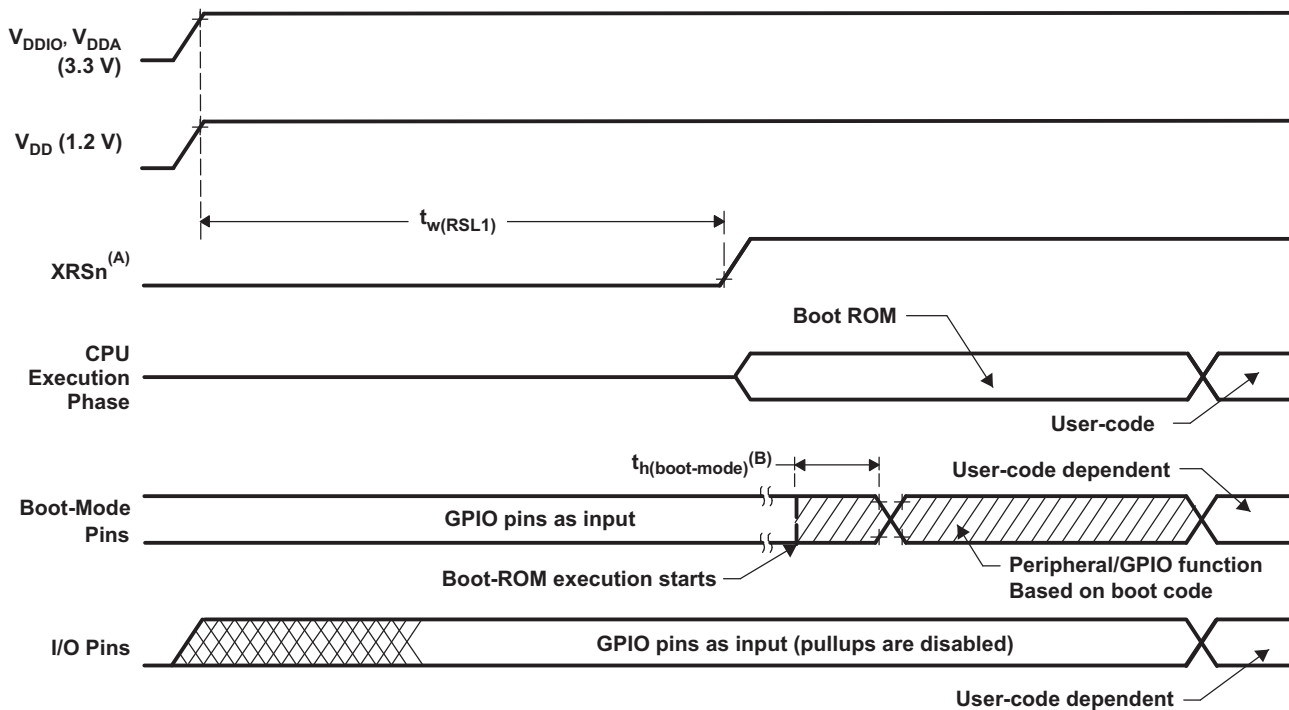 V_DDIO, V_DDA
(3.3 V)
V_DD (1.2 V)
t_w(RSL1)
XRSn(A)
Boot ROM
CPU
Execution
Phase
User-code
t_h(boot-mode)(B)
User-code dependent
Boot-Mode
Pins
GPIO pins as input
Boot-ROM execution starts
Peripheral/GPIO function
Based on boot code
I/O Pins
GPIO pins as input (pullups are disabled)
User-code dependent